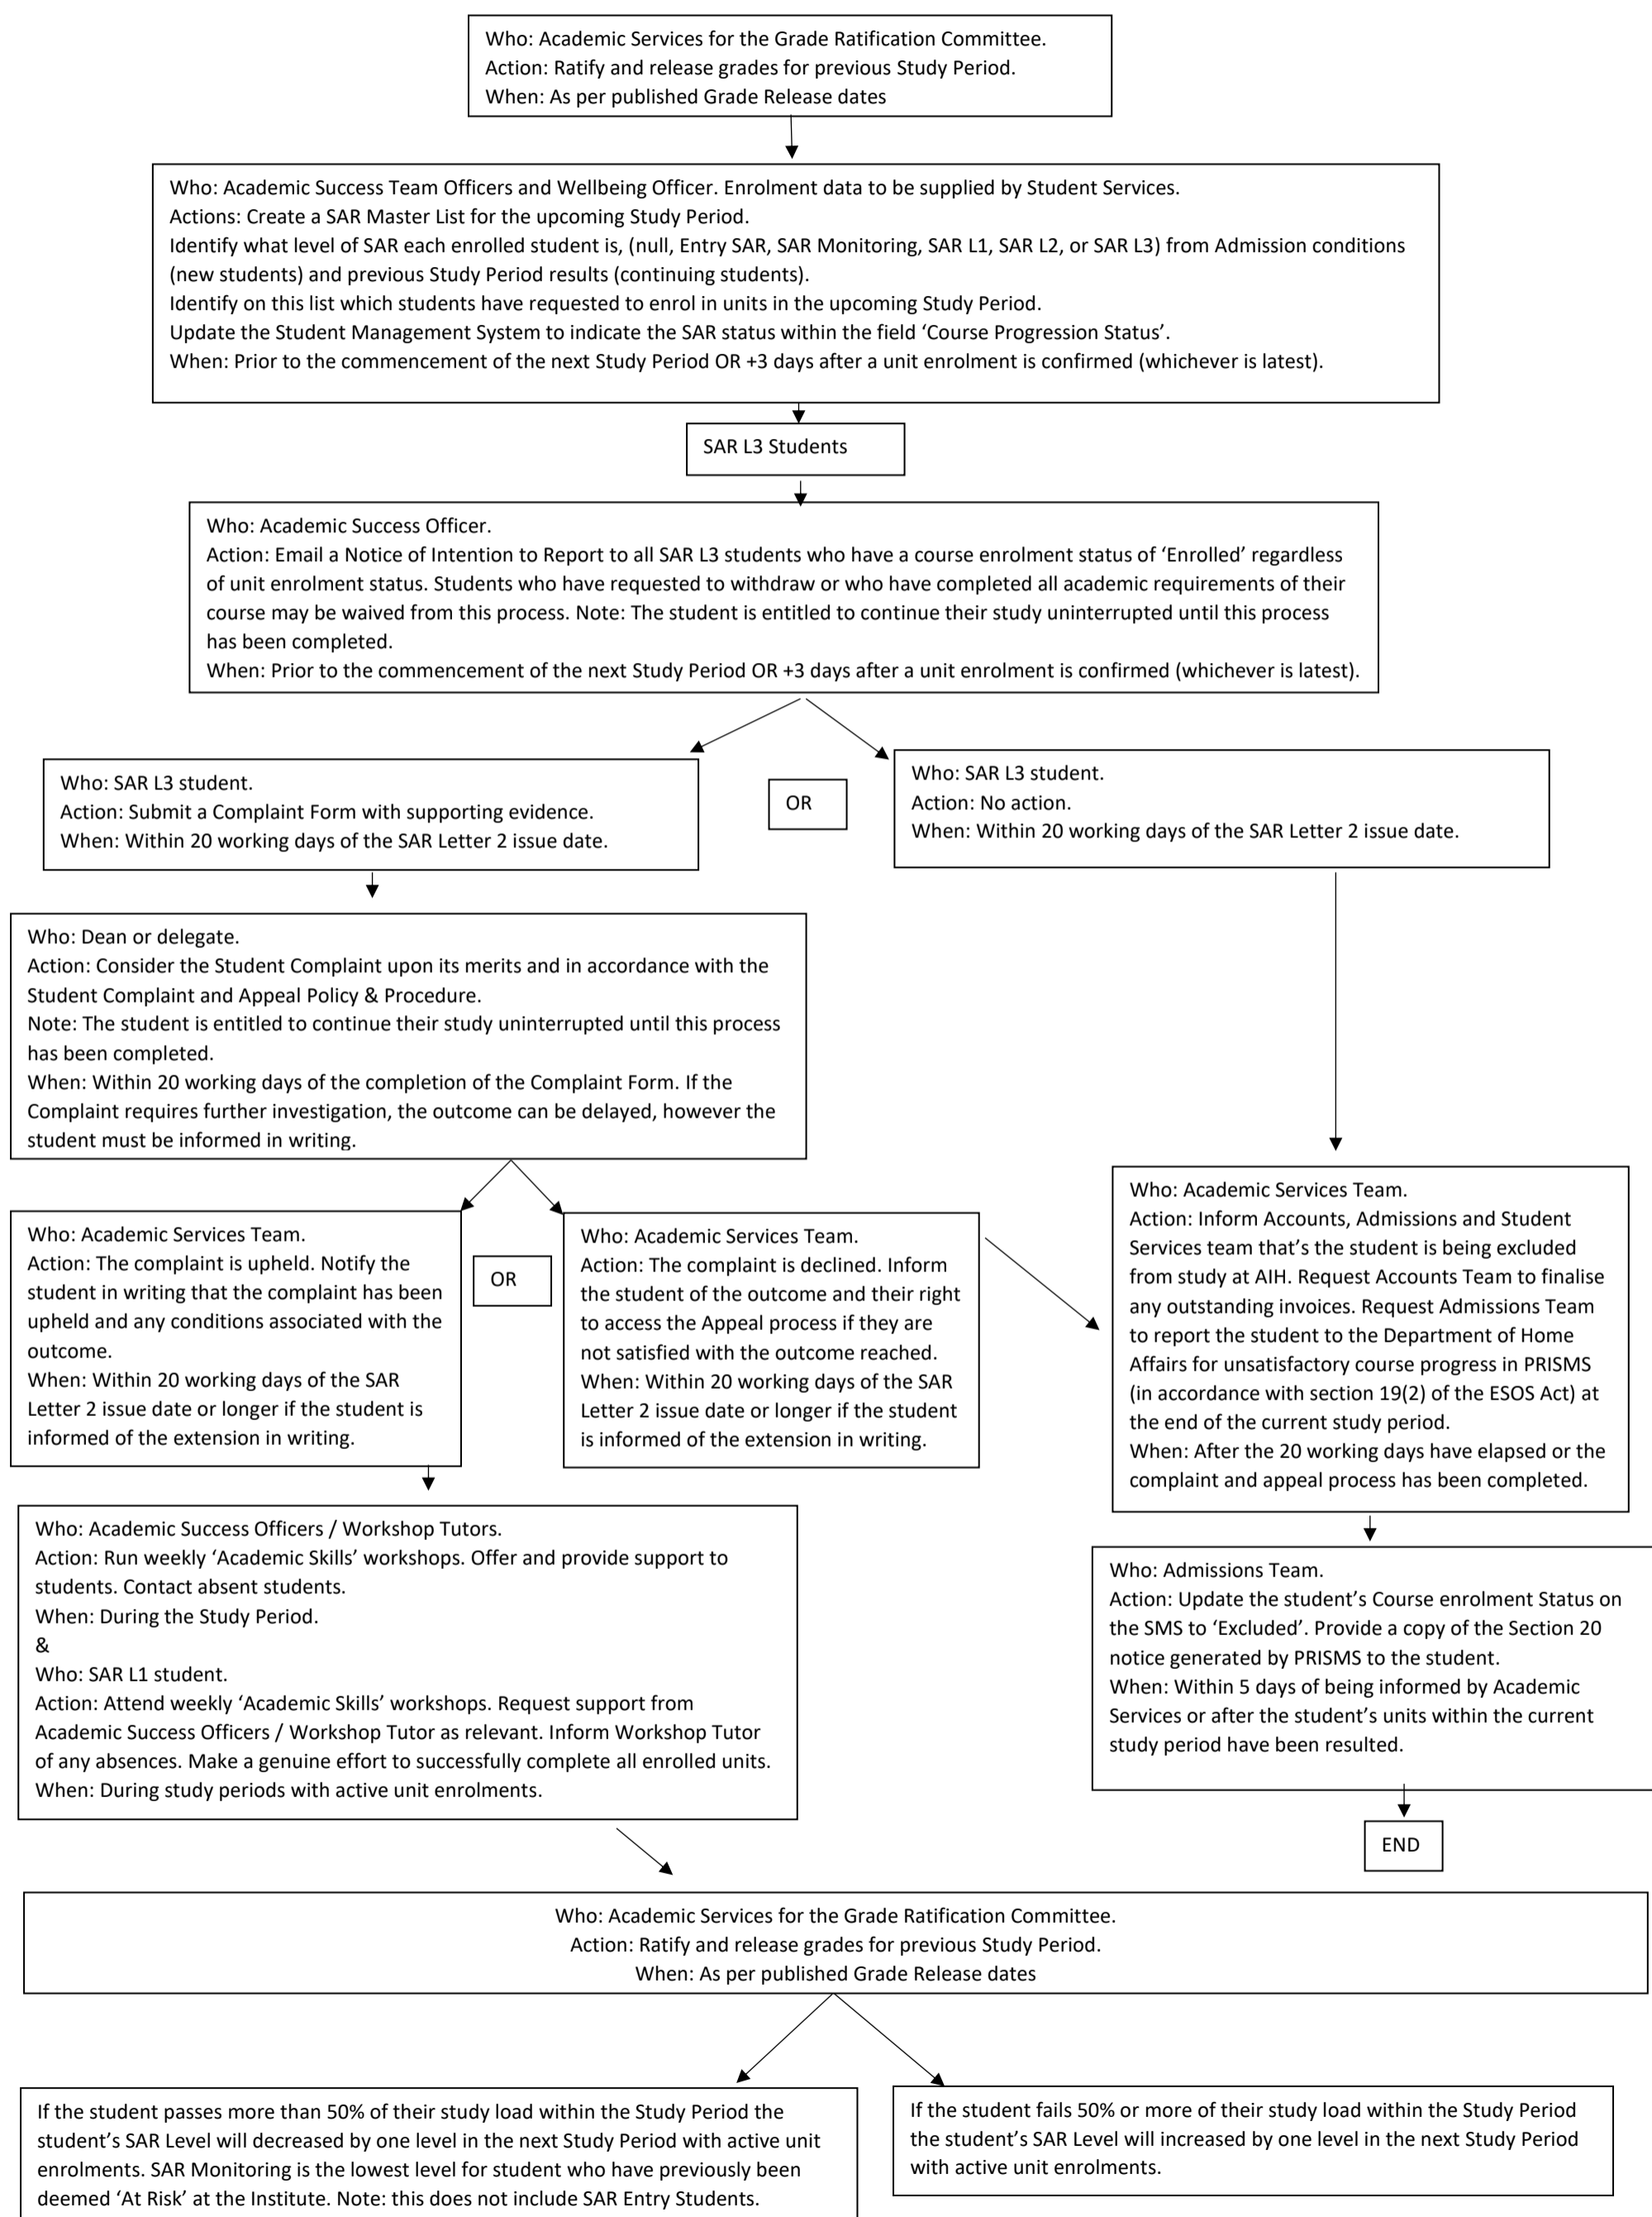 Who: Academic Services for the Grade Ratification Committee.
Action: Ratify and release grades for previous Study Period.
When: As per published Grade Release dates
Who: Academic Success Team Officers and Wellbeing Officer. Enrolment data to be supplied by Student Services.
Actions: Create a SAR Master List for the upcoming Study Period.
Identify what level of SAR each enrolled student is, (null, Entry SAR, SAR Monitoring, SAR L1, SAR L2, or SAR L3) from Admission conditions
(new students) and previous Study Period results (continuing students).
Identify on this list which students have requested to enrol in units in the upcoming Study Period.
Update the Student Management System to indicate the SAR status within the field ‘Course Progression Status’.
When: Prior to the commencement of the next Study Period OR +3 days after a unit enrolment is confirmed (whichever is latest).
SAR L3 Students
Who: Academic Success Officer.
Action: Email a Notice of Intention to Report to all SAR L3 students who have a course enrolment status of ‘Enrolled’ regardless
of unit enrolment status. Students who have requested to withdraw or who have completed all academic requirements of their
course may be waived from this process. Note: The student is entitled to continue their study uninterrupted until this process
has been completed.
When: Prior to the commencement of the next Study Period OR +3 days after a unit enrolment is confirmed (whichever is latest).
Who: SAR L3 student.
Action: Submit a Complaint Form with supporting evidence.
When: Within 20 working days of the SAR Letter 2 issue date.
OR
Who: SAR L3 student.
Action: No action.
When: Within 20 working days of the SAR Letter 2 issue date.
Who: Dean or delegate.
Action: Consider the Student Complaint upon its merits and in accordance with the
Student Complaint and Appeal Policy & Procedure.
Note: The student is entitled to continue their study uninterrupted until this process
has been completed.
When: Within 20 working days of the completion of the Complaint Form. If the
Complaint requires further investigation, the outcome can be delayed, however the
student must be informed in writing.
Who: Academic Services Team.
Action: The complaint is upheld. Notify the
student in writing that the complaint has been
upheld and any conditions associated with the
outcome.
When: Within 20 working days of the SAR
Letter 2 issue date or longer if the student is
informed of the extension in writing.
OR
Who: Academic Services Team.
Action: The complaint is declined. Inform
the student of the outcome and their right
to access the Appeal process if they are
not satisfied with the outcome reached.
When: Within 20 working days of the SAR
Letter 2 issue date or longer if the student
is informed of the extension in writing.
Who: Academic Services Team.
Action: Inform Accounts, Admissions and Student
Services team that’s the student is being excluded
from study at AIH. Request Accounts Team to finalise
any outstanding invoices. Request Admissions Team
to report the student to the Department of Home
Affairs for unsatisfactory course progress in PRISMS
(in accordance with section 19(2) of the ESOS Act) at
the end of the current study period.
When: After the 20 working days have elapsed or the
complaint and appeal process has been completed.
Who: Academic Success Officers / Workshop Tutors.
Action: Run weekly ‘Academic Skills’ workshops. Offer and provide support to
students. Contact absent students.
When: During the Study Period.
&
Who: SAR L1 student.
Action: Attend weekly ‘Academic Skills’ workshops. Request support from
Academic Success Officers / Workshop Tutor as relevant. Inform Workshop Tutor
of any absences. Make a genuine effort to successfully complete all enrolled units.
When: During study periods with active unit enrolments.
Who: Admissions Team.
Action: Update the student’s Course enrolment Status on
the SMS to ‘Excluded’. Provide a copy of the Section 20
notice generated by PRISMS to the student.
When: Within 5 days of being informed by Academic
Services or after the student’s units within the current
study period have been resulted.
END
Who: Academic Services for the Grade Ratification Committee.
Action: Ratify and release grades for previous Study Period.
When: As per published Grade Release dates
If the student passes more than 50% of their study load within the Study Period the
student’s SAR Level will decreased by one level in the next Study Period with active unit
enrolments. SAR Monitoring is the lowest level for student who have previously been
deemed ‘At Risk’ at the Institute. Note: this does not include SAR Entry Students.
If the student fails 50% or more of their study load within the Study Period
the student’s SAR Level will increased by one level in the next Study Period
with active unit enrolments.